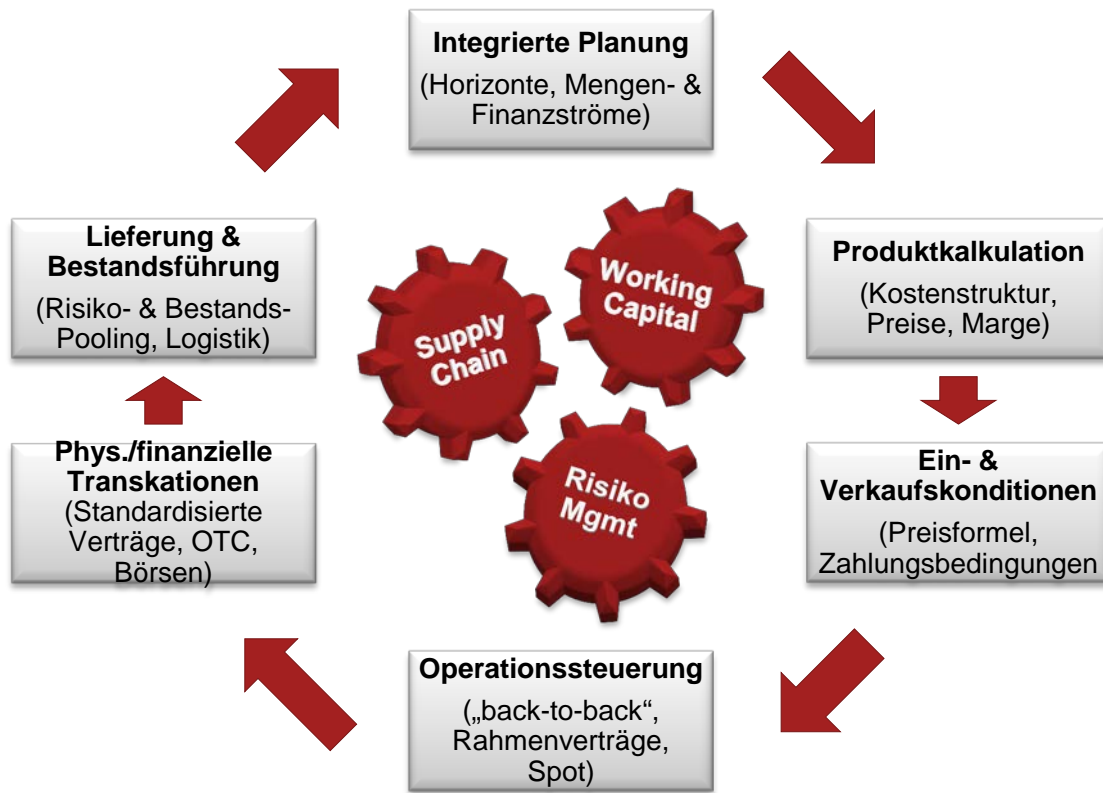 Integrierte Planung
(Horizonte, Mengen- &
Finanzströme)
Lieferung &
Bestandsführung
(Risiko- & Bestands-
Pooling, Logistik)
Working
Capital
Supply
Chain
Produktkalkulation
(Kostenstruktur,
Preise, Marge)
Phys./finanzielle
Transkationen
(Standardisierte
Verträge, OTC,
Börsen)
Risiko
Mgmt
Ein- &
Verkaufskonditionen
(Preisformel,
Zahlungsbedingungen
Operationssteuerung
(„back-to-back“,
Rahmenverträge,
Spot)